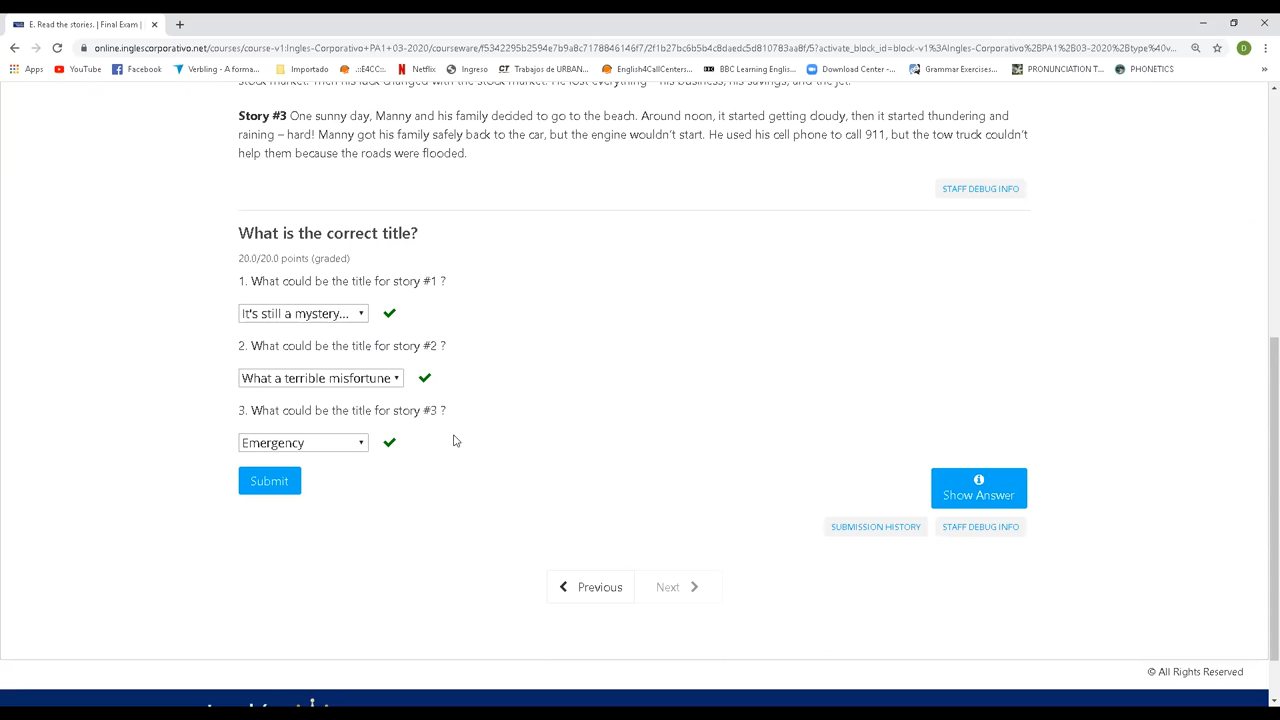 E. Read the stories. | Final Exam |
online.inglescorporativo.net/courses/course-v1:Ingles-Corporativo+PA1+03-2020/courseware/f5342295b2594e7b9a8c7178846146f7/2f1b27bc6b5b4c8daedc5d810783aa8f/5?activate_block_id=block-v1%3AIngles-Corporativo%2BPA1%2B03-2020%2Btype%40v...
Apps YouTube Facebook Verbling - A forma... Importado .::E4CC::. Netflix Ingreso Trabajos de URBAN... English4CallCenters... BBC Learning Englis... Download Center -... Grammar Exercises... PRONUNCIATION T... PHONETICS
stock market. Then his luck changed with the stock market. He lost everything – his business, his savings, and the jet.
Story #3 One sunny day, Manny and his family decided to go to the beach. Around noon, it started getting cloudy, then it started thundering and
raining – hard! Manny got his family safely back to the car, but the engine wouldn't start. He used his cell phone to call 911, but the tow truck couldn't
help them because the roads were flooded.
STAFF DEBUG INFO
What is the correct title?
20.0/20.0 points (graded)
1. What could be the title for story #1 ?
It's still a mystery...
2. What could be the title for story #2 ?
What a terrible misfortune
3. What could be the title for story #3 ?
Emergency
Submit
Show Answer
SUBMISSION HISTORY STAFF DEBUG INFO
Previous Next
© All Rights Reserved